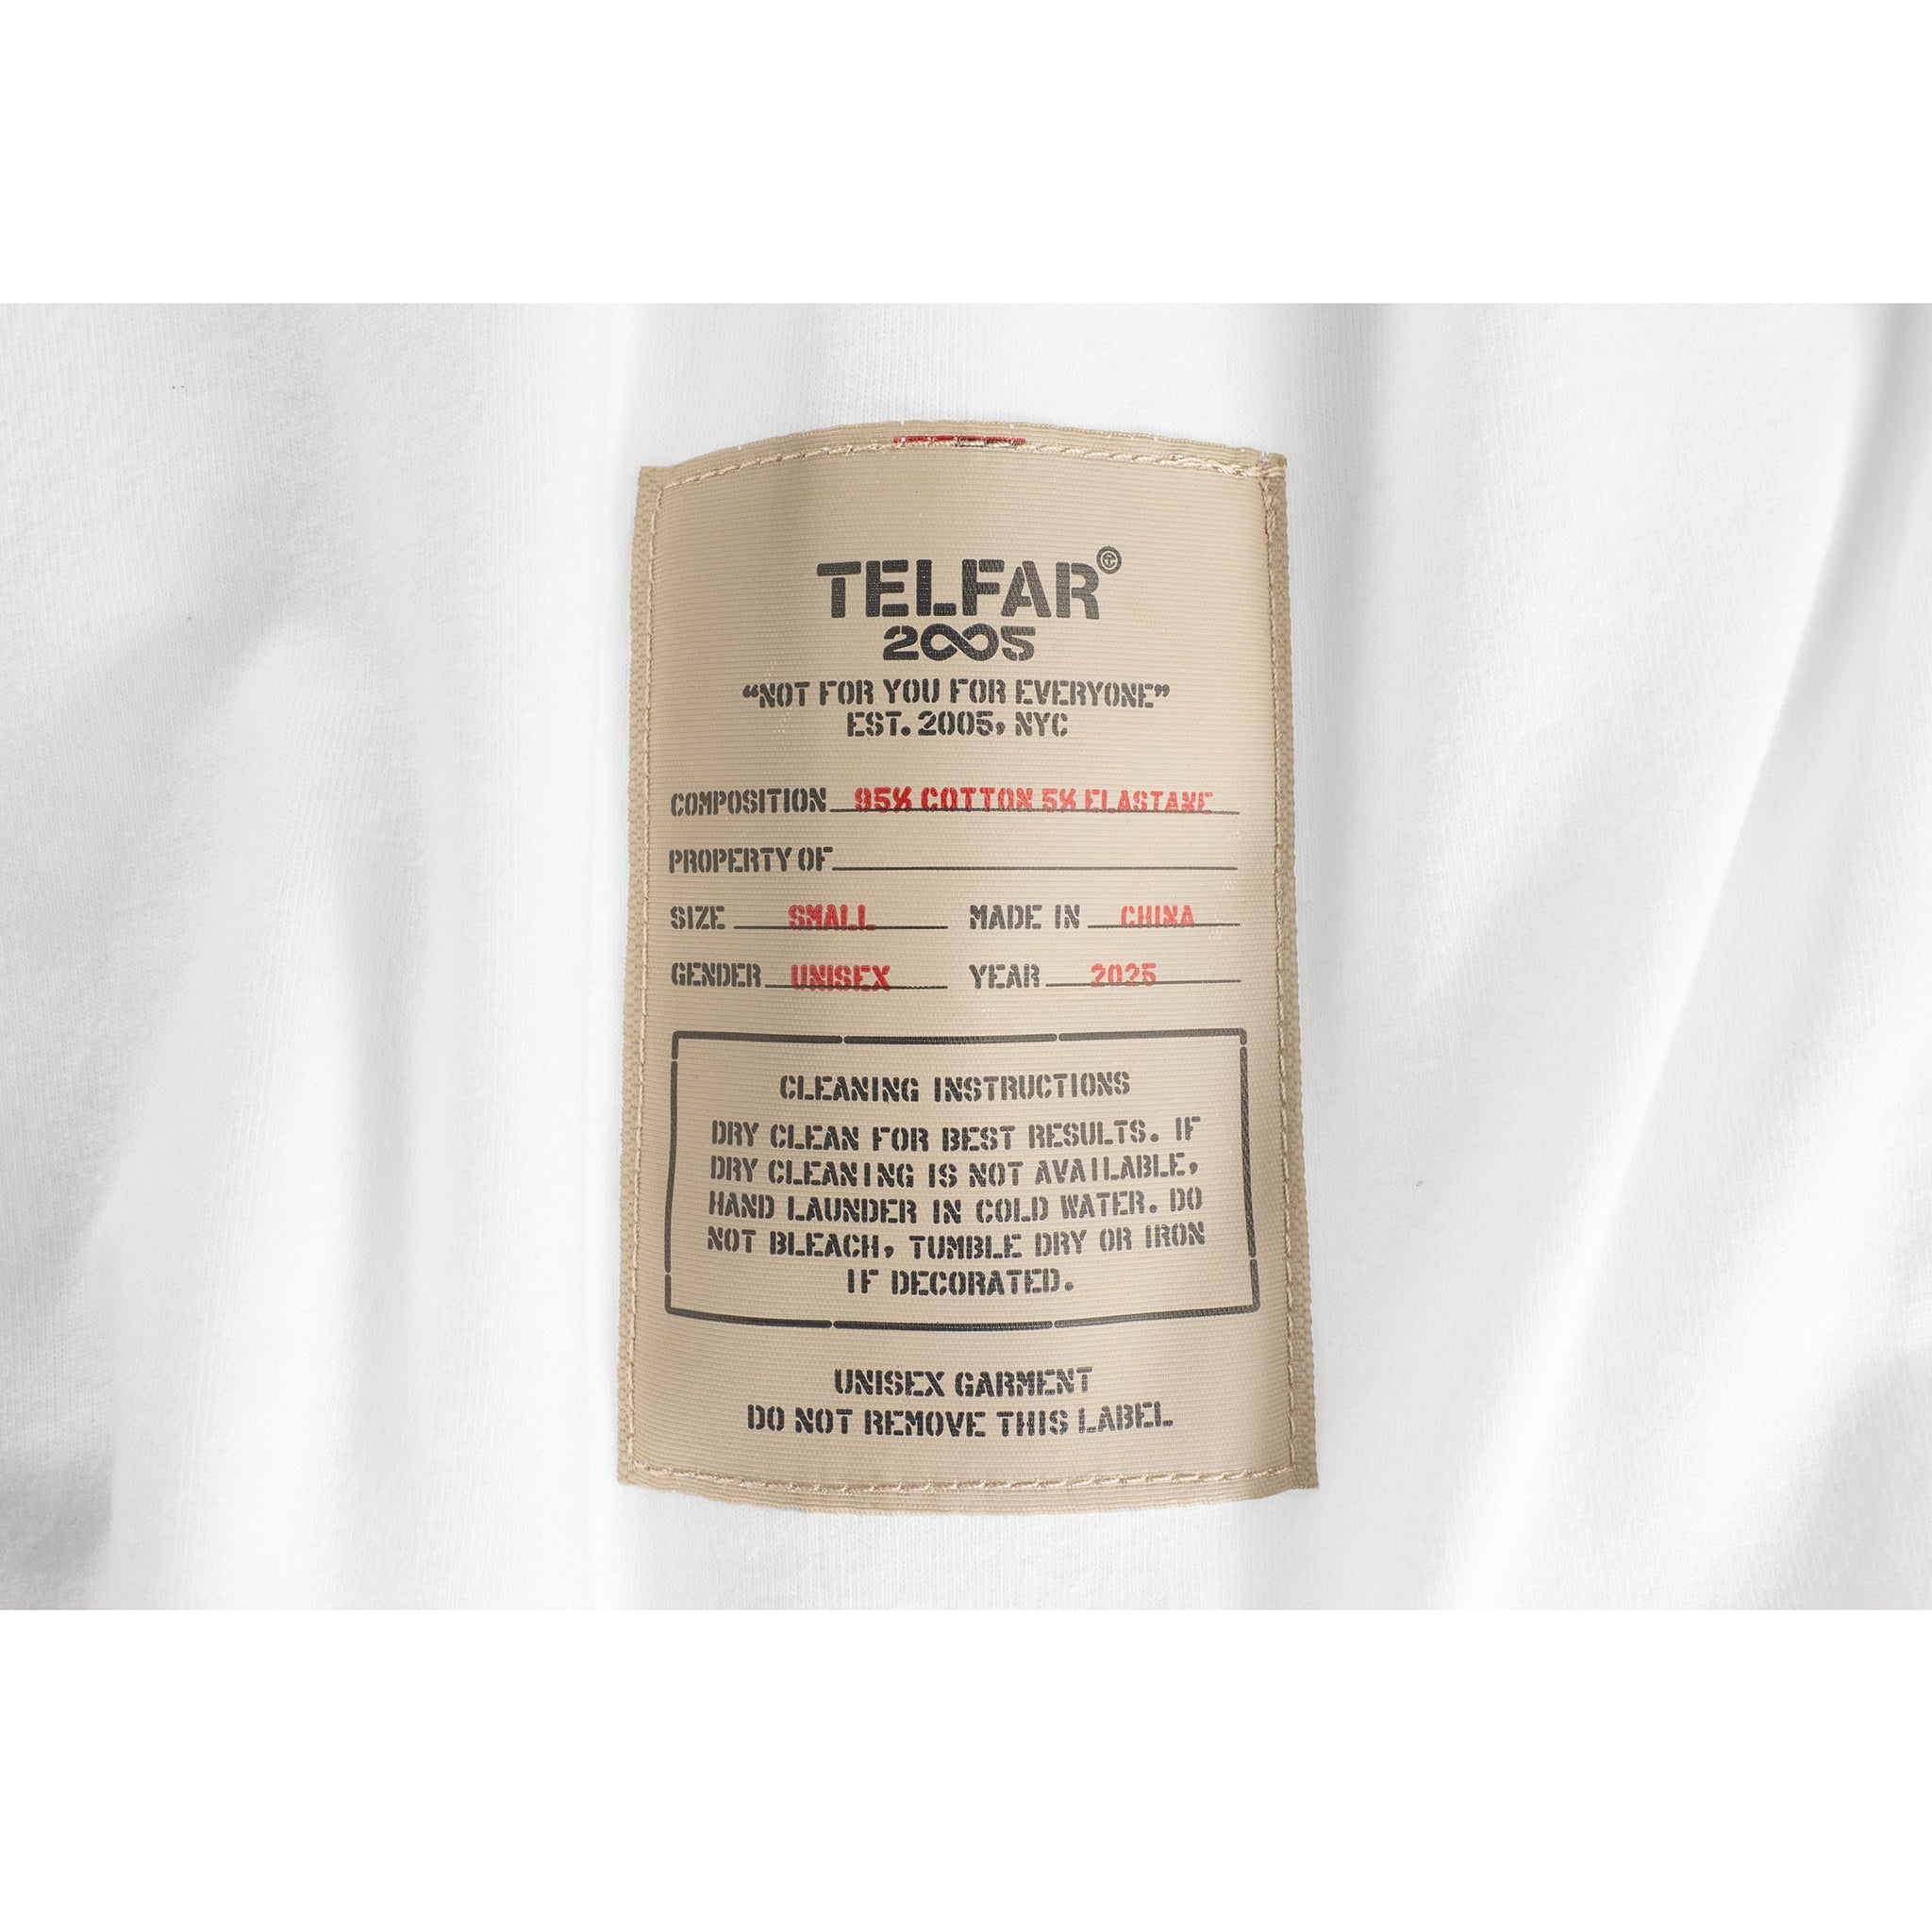 TELFAR
2∞5
“NOT FOR YOU FOR EVERYONE”
EST. 2005, NYC
COMPOSITION 95% COTTON 5% ELASTANE
PROPERTY OF
SIZE SMALL MADE IN CHINA
GENDER UNISEX YEAR 2025
CLEANING INSTRUCTIONS
DRY CLEAN FOR BEST RESULTS. IF
DRY CLEANING IS NOT AVAILABLE,
HAND LAUNDER IN COLD WATER. DO
NOT BLEACH, TUMBLE DRY OR IRON
IF DECORATED.
UNISEX GARMENT
DO NOT REMOVE THIS LABEL